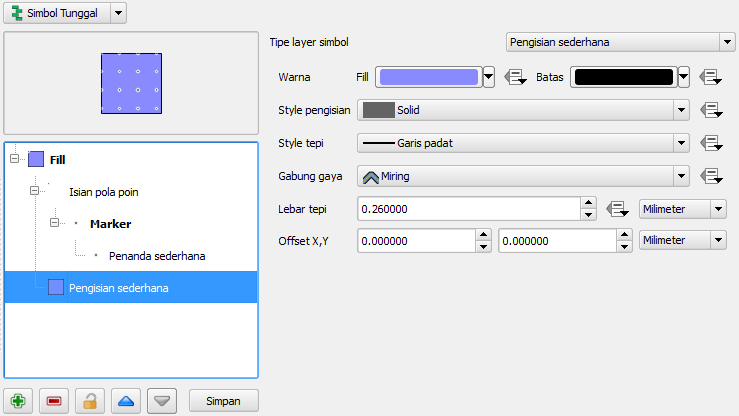 Simbol Tunggal
Tipe layer simbol Pengisian sederhana
Warna Fill Batas
Style pengisian Solid
Style tepi Garis padat
Gabung gaya Miring
Lebar tepi 0.260000 Milimeter
Offset X,Y 0.000000 0.000000 Milimeter
Fill
Isian pola poin
Marker
Penanda sederhana
Pengisian sederhana
Simpan